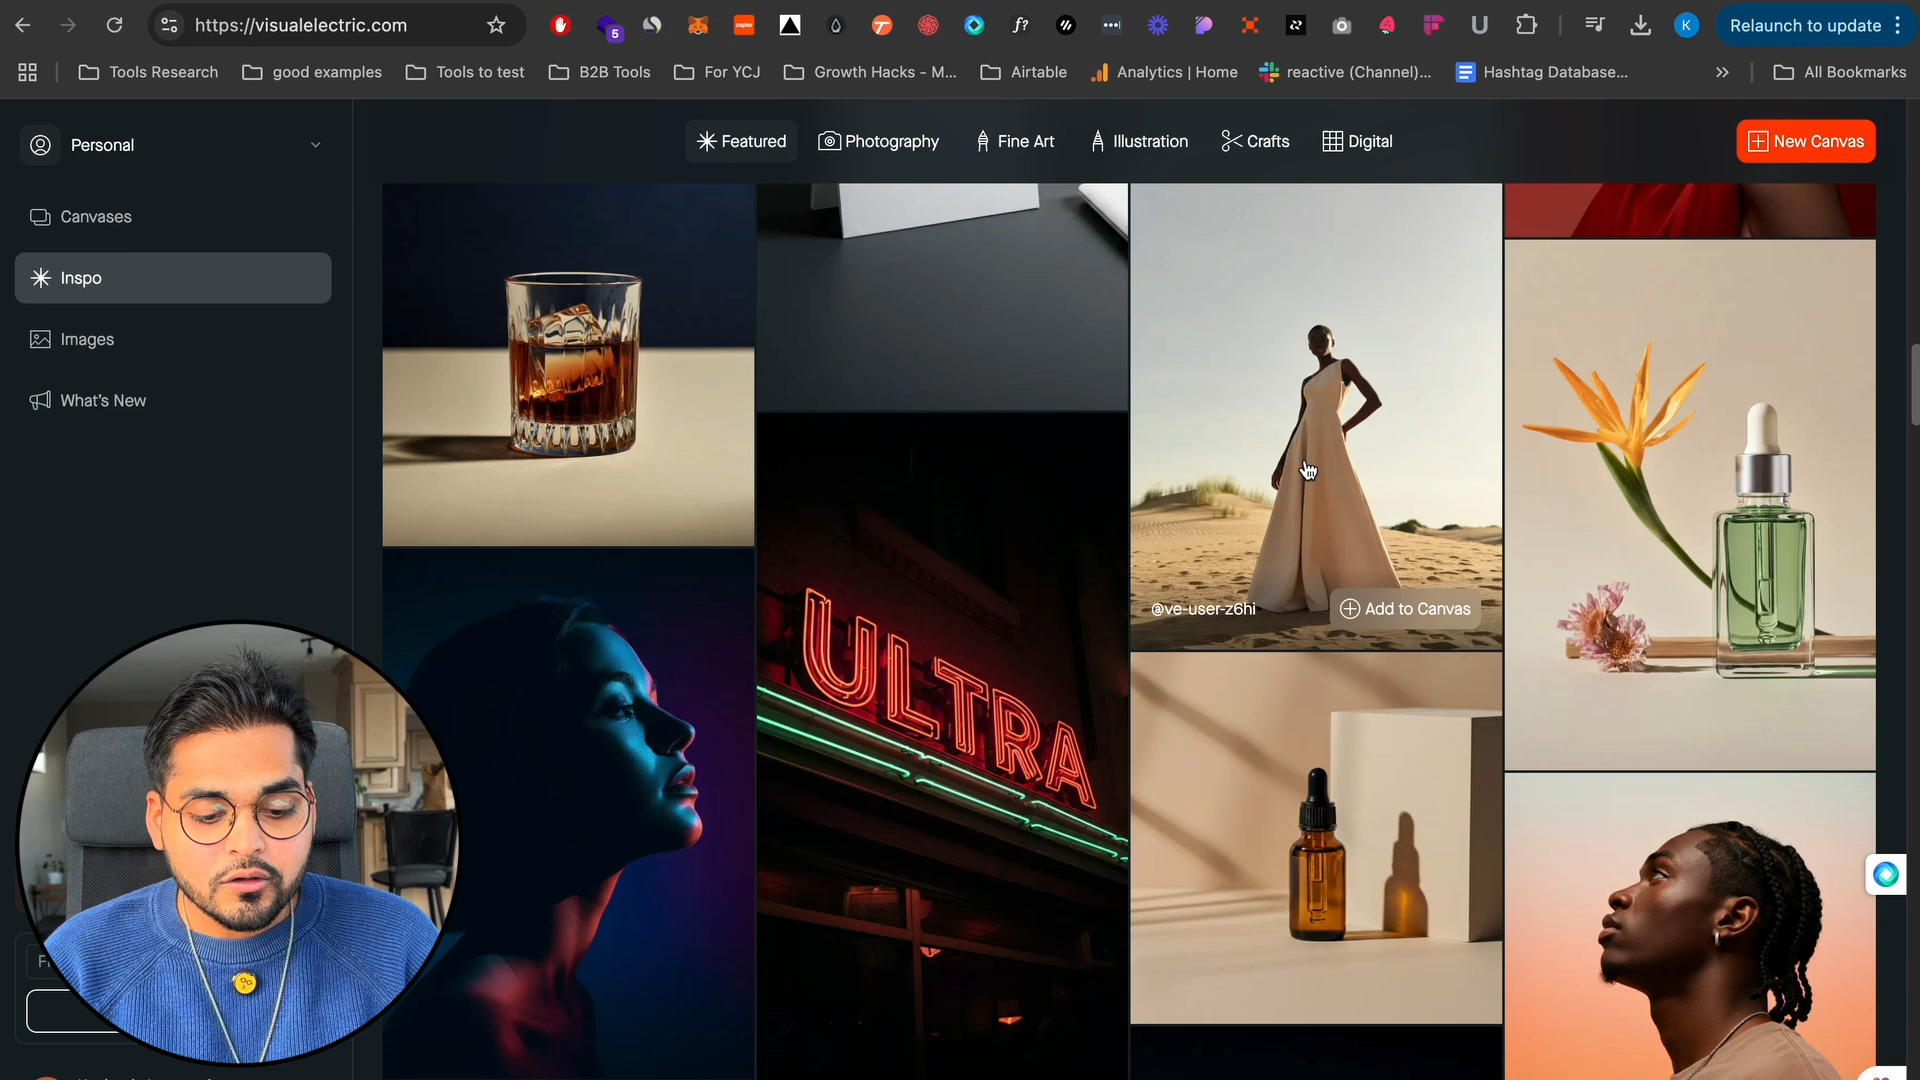 https://visualelectric.com
5
zapier
f?
K
Relaunch to update
Tools Research
good examples
Tools to test
B2B Tools
For YCJ
Growth Hacks - M...
Airtable
Analytics | Home
reactive (Channel)...
Hashtag Database...
All Bookmarks
Personal
Featured
Photography
Fine Art
Illustration
Crafts
Digital
New Canvas
Canvases
Inspo
Images
What's New
@ve-user-z6hi
Add to Canvas
ULTRA